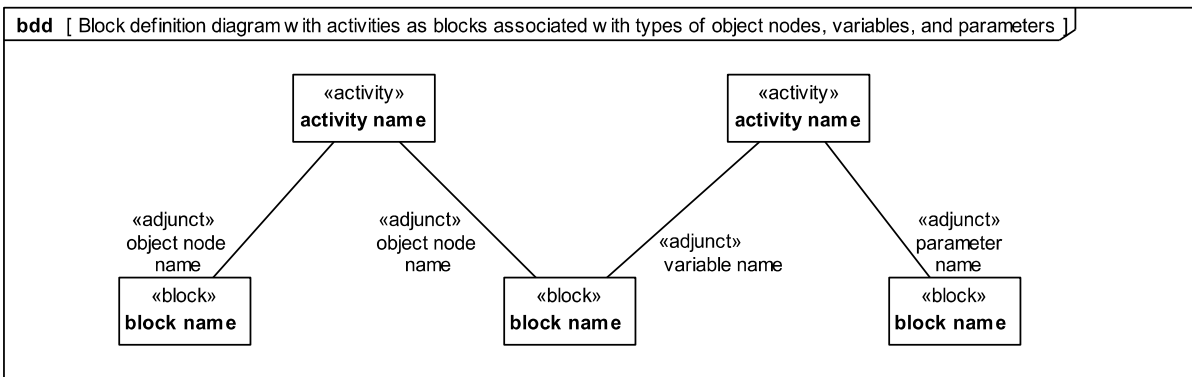 bdd [ Block definition diagram with activities as blocks associated with types of object nodes, variables, and parameters ]
«activity»
activity name
«activity»
activity name
«adjunct»
object node
name
«adjunct»
object node
name
«adjunct»
variable name
«adjunct»
parameter
name
«block»
block name
«block»
block name
«block»
block name